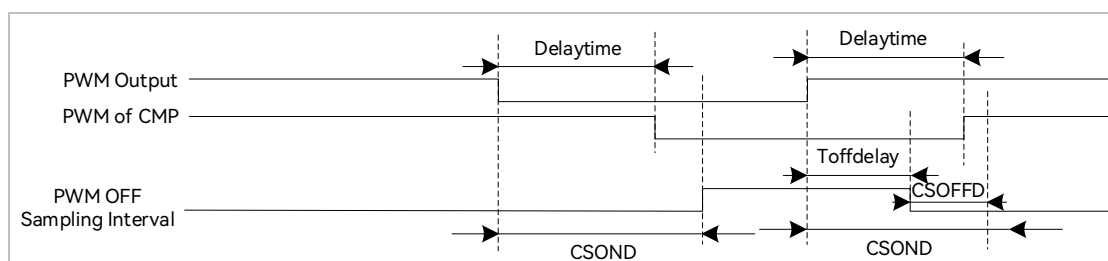 Delaytime
Delaytime
PWM Output
PWM of CMP
Toffdelay
PWM OFF
Sampling Interval
CSOFFD
CSOND
CSOND